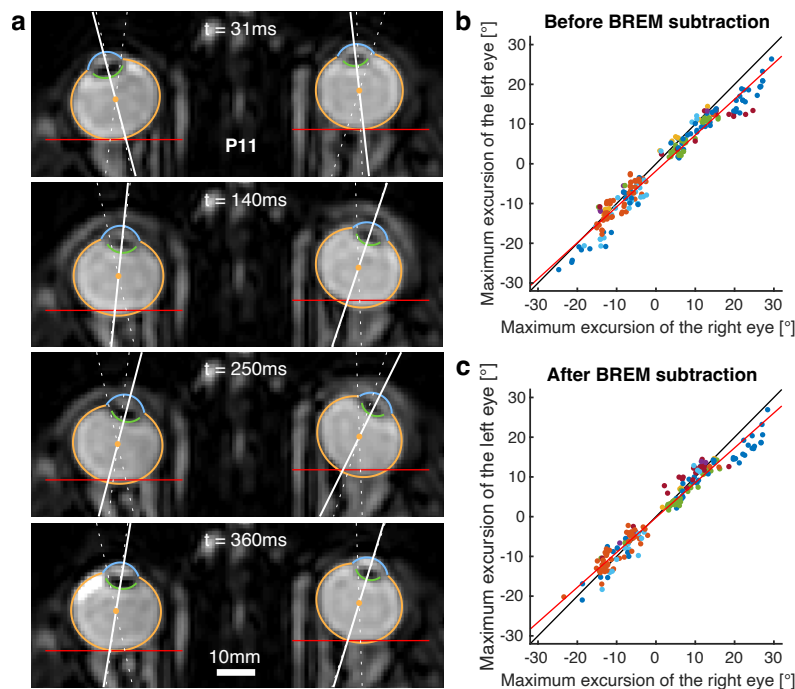 a
t = 31ms
P11
t = 140ms
t = 250ms
t = 360ms
10mm
b
Before BREM subtraction
Maximum excursion of the left eye [°]
30
20
10
0
-10
-20
-30
-30 -20 -10 0 10 20 30
Maximum excursion of the right eye [°]
c
After BREM subtraction
Maximum excursion of the left eye [°]
30
20
10
0
-10
-20
-30
-30 -20 -10 0 10 20 30
Maximum excursion of the right eye [°]